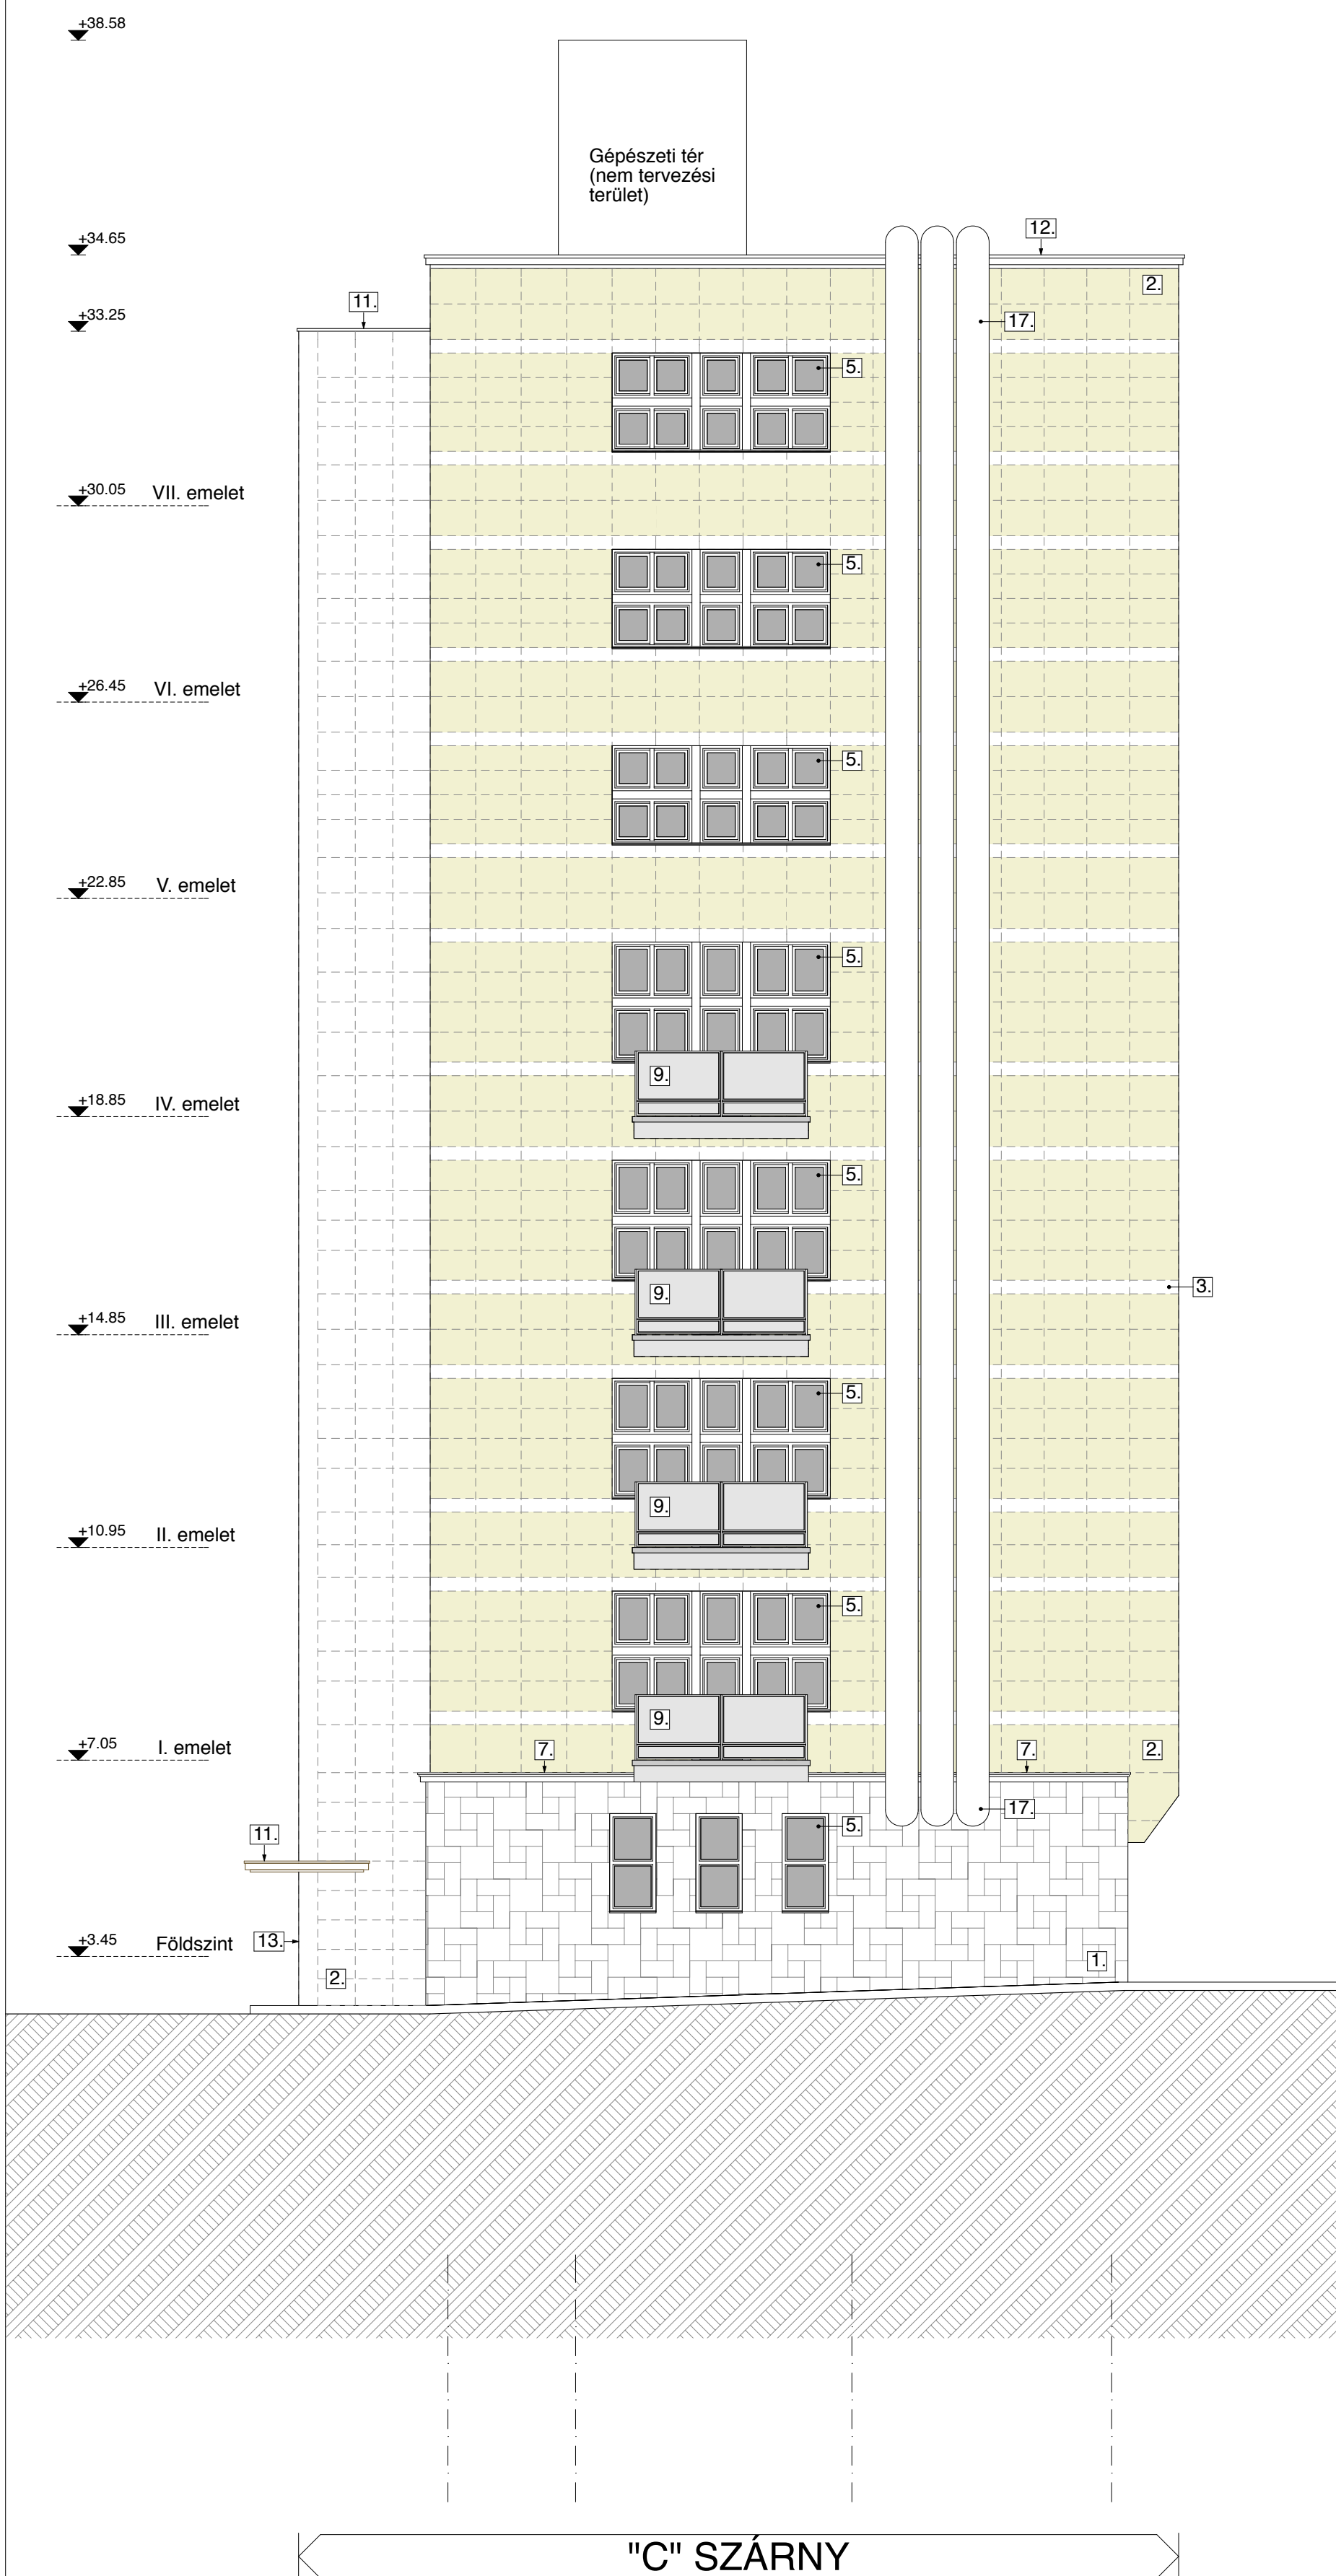 +38.58
Gépészeti tér
(nem tervezési
terület)
+34.65
12.
2.
11.
+33.25
17.
5.
+30.05 VII. emelet
5.
+26.45 VI. emelet
5.
+22.85 V. emelet
5.
9.
+18.85 IV. emelet
5.
3.
9.
+14.85 III. emelet
5.
9.
+10.95 II. emelet
5.
9.
+7.05 I. emelet
7.
7.
2.
17.
5.
11.
+3.45 Földszint
13.
1.
2.
"C" SZÁRNY